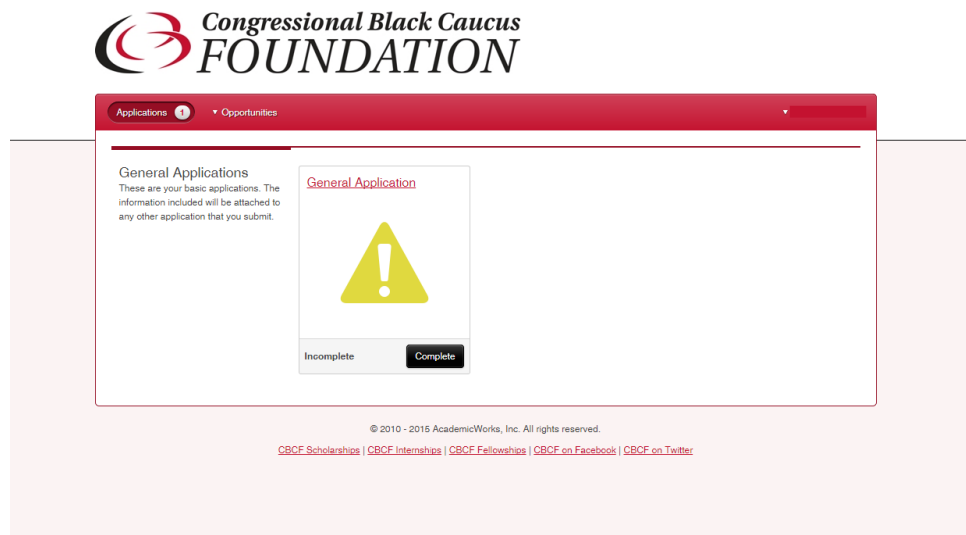 Congressional Black Caucus
FOUNDATION
Applications 1 ▾ Opportunities ▾
General Applications
These are your basic applications. The
information included will be attached to
any other application that you submit.
General Application
Incomplete Complete
© 2010 - 2015 AcademicWorks, Inc. All rights reserved.
CBCF Scholarships | CBCF Internships | CBCF Fellowships | CBCF on Facebook | CBCF on Twitter